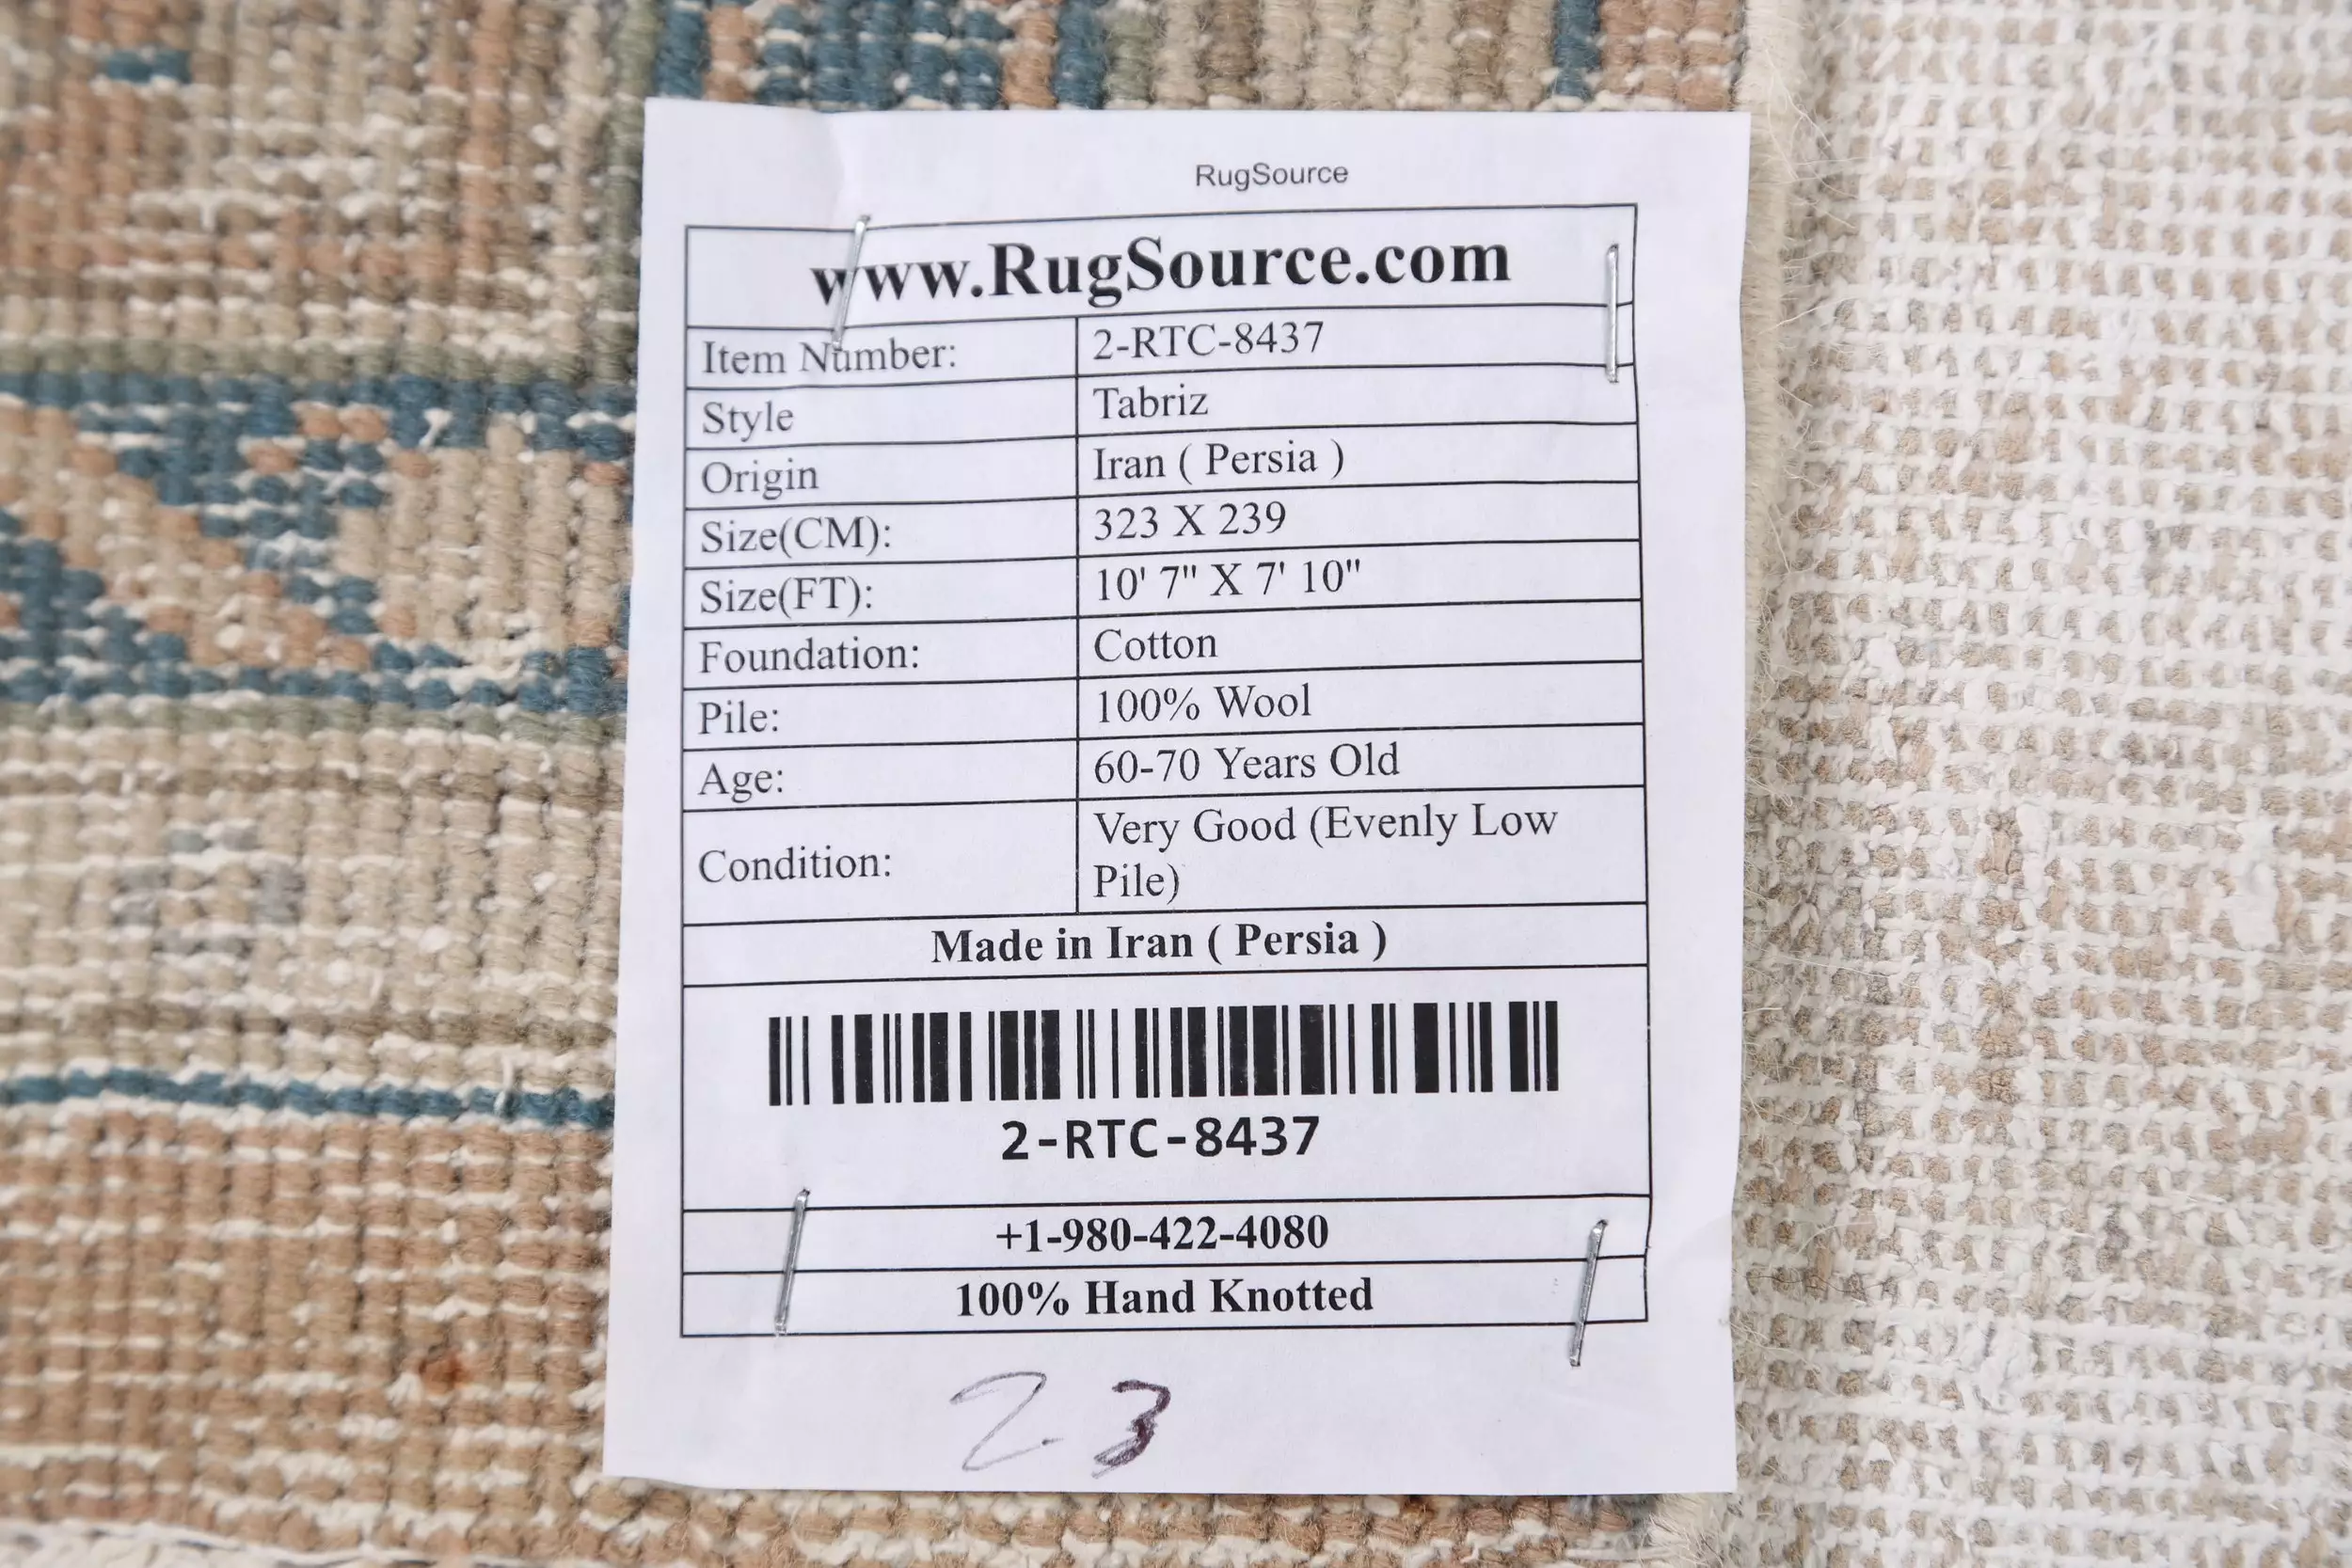 RugSource
www.RugSource.com
Item Number: 2-RTC-8437
Style Tabriz
Origin Iran ( Persia )
Size(CM): 323 X 239
Size(FT): 10' 7" X 7' 10"
Foundation: Cotton
Pile: 100% Wool
Age: 60-70 Years Old
Condition: Very Good (Evenly Low
Pile)
Made in Iran ( Persia )
2-RTC-8437
+1-980-422-4080
100% Hand Knotted
23